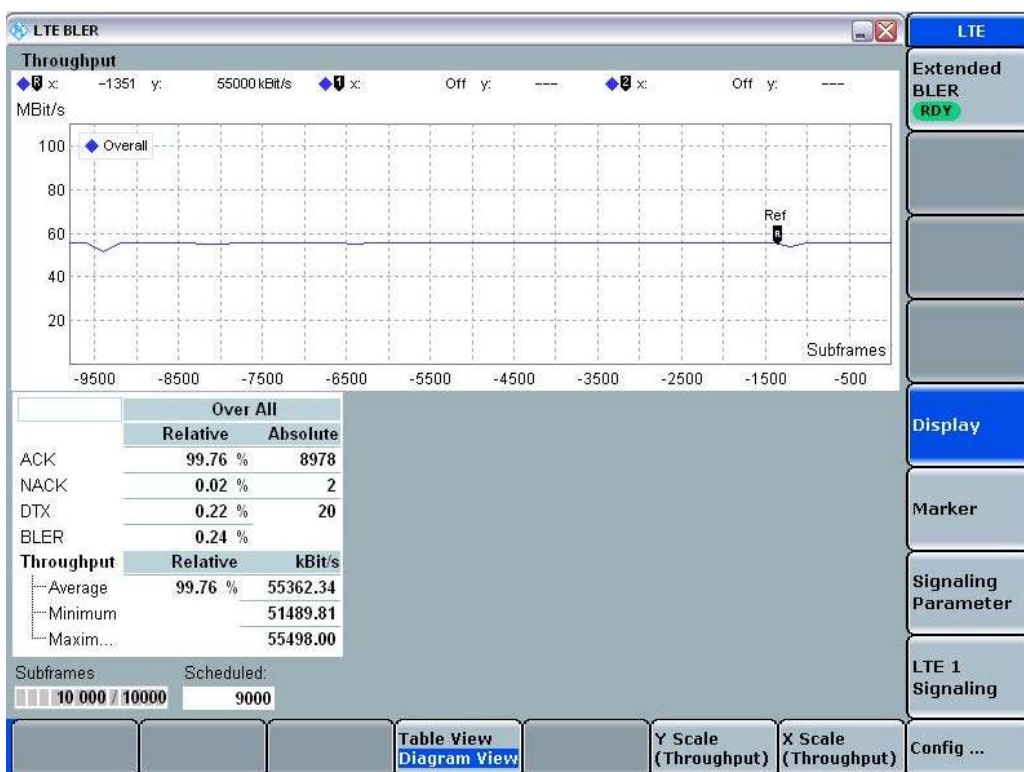 LTE BLER
Throughput
R x: -1351 y: 55000 kBit/s 1 x: Off y: --- 2 x: Off y: ---
MBit/s
100
Overall
80
60
Ref
R
40
20
Subframes
-9500 -8500 -7500 -6500 -5500 -4500 -3500 -2500 -1500 -500
Over All
Relative Absolute
ACK 99.76 % 8978
NACK 0.02 % 2
DTX 0.22 % 20
BLER 0.24 %
Throughput Relative kBit/s
Average 99.76 % 55362.34
Minimum 51489.81
Maxim... 55498.00
Subframes Scheduled:
10 000 / 10000 9000
LTE
Extended
BLER
RDY
Display
Marker
Signaling
Parameter
LTE 1
Signaling
Table View
Diagram View
Y Scale
(Throughput)
X Scale
(Throughput)
Config ...